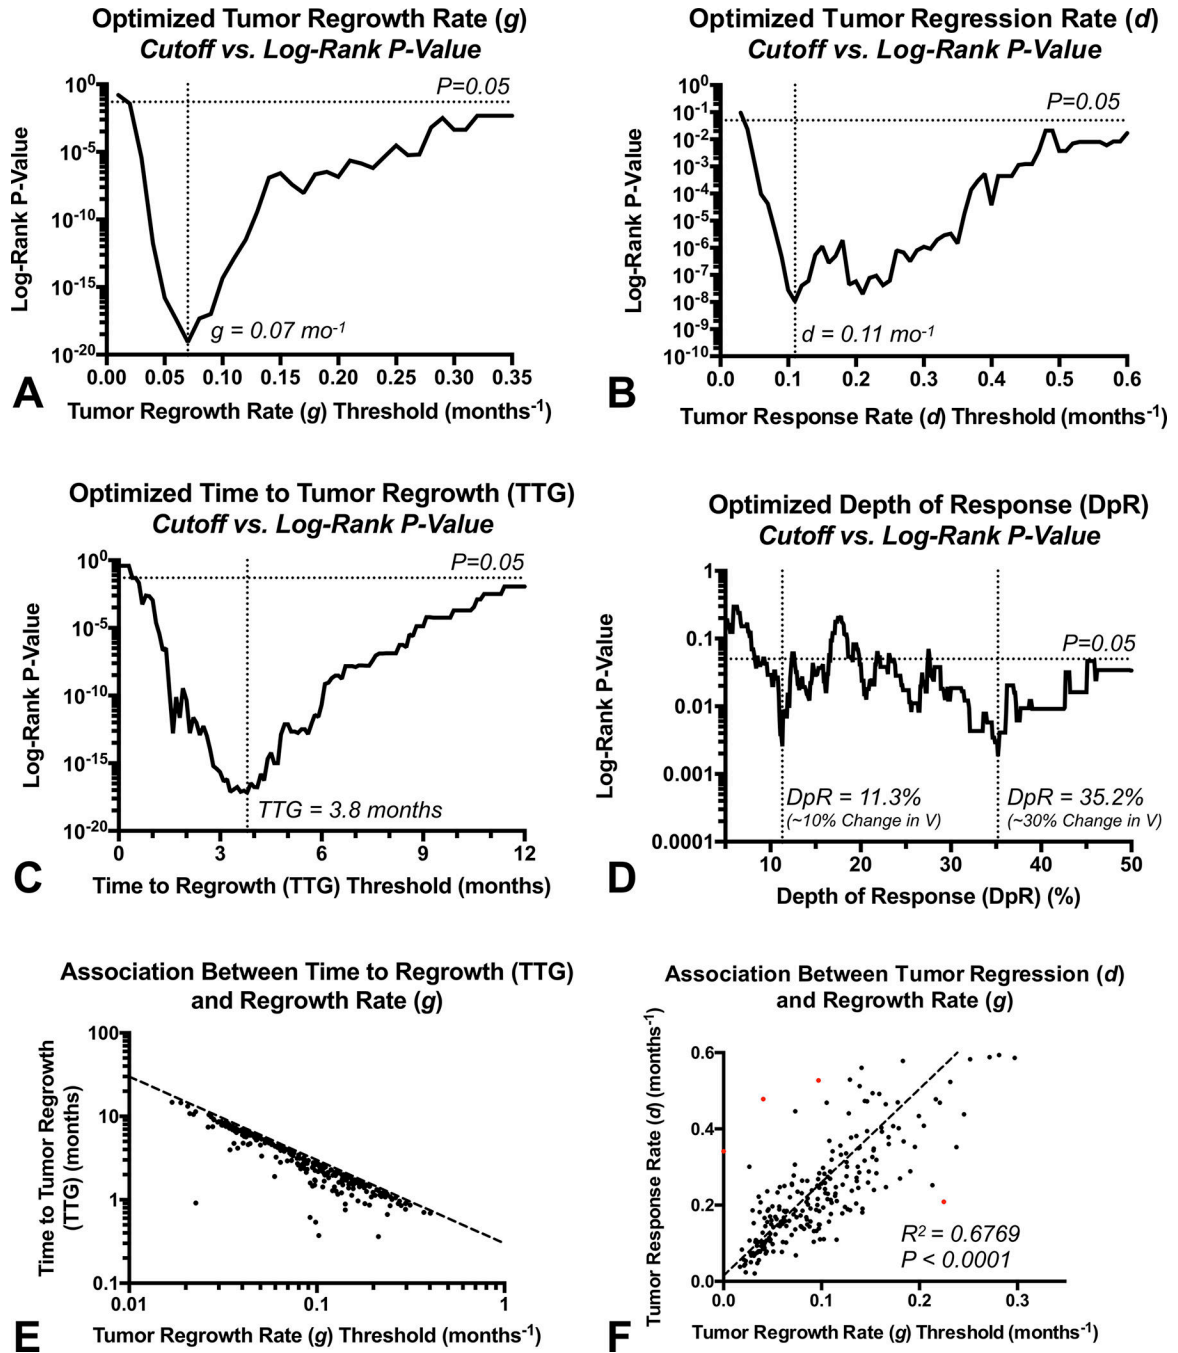 Optimized Tumor Regrowth Rate (g)
Cutoff vs. Log-Rank P-Value
Log-Rank P-Value
10⁰
10⁻⁵
10⁻¹⁰
10⁻¹⁵
10⁻²⁰
P=0.05
g = 0.07 mo⁻¹
0.00 0.05 0.10 0.15 0.20 0.25 0.30 0.35
Tumor Regrowth Rate (g) Threshold (months⁻¹)
A
Optimized Tumor Regression Rate (d)
Cutoff vs. Log-Rank P-Value
Log-Rank P-Value
10⁰
10⁻¹
10⁻²
10⁻³
10⁻⁴
10⁻⁵
10⁻⁶
10⁻⁷
10⁻⁸
10⁻⁹
10⁻¹⁰
P=0.05
d = 0.11 mo⁻¹
0.0 0.1 0.2 0.3 0.4 0.5 0.6
Tumor Response Rate (d) Threshold (months⁻¹)
B
Optimized Time to Tumor Regrowth (TTG)
Cutoff vs. Log-Rank P-Value
Log-Rank P-Value
10⁰
10⁻⁵
10⁻¹⁰
10⁻¹⁵
10⁻²⁰
P=0.05
TTG = 3.8 months
0 3 6 9 12
Time to Regrowth (TTG) Threshold (months)
C
Optimized Depth of Response (DpR)
Cutoff vs. Log-Rank P-Value
Log-Rank P-Value
1
0.1
0.01
0.001
0.0001
P=0.05
DpR = 11.3%
(~10% Change in V)
DpR = 35.2%
(~30% Change in V)
10 20 30 40 50
Depth of Response (DpR) (%)
D
Association Between Time to Regrowth (TTG)
and Regrowth Rate (g)
Time to Tumor Regrowth
(TTG) (months)
100
10
1
0.1
0.01 0.1 1
Tumor Regrowth Rate (g) Threshold (months⁻¹)
E
Association Between Tumor Regression (d)
and Regrowth Rate (g)
Tumor Response Rate (d) (months⁻¹)
0.6
0.4
0.2
0.0
R² = 0.6769
P < 0.0001
0.0 0.1 0.2 0.3
Tumor Regrowth Rate (g) Threshold (months⁻¹)
F